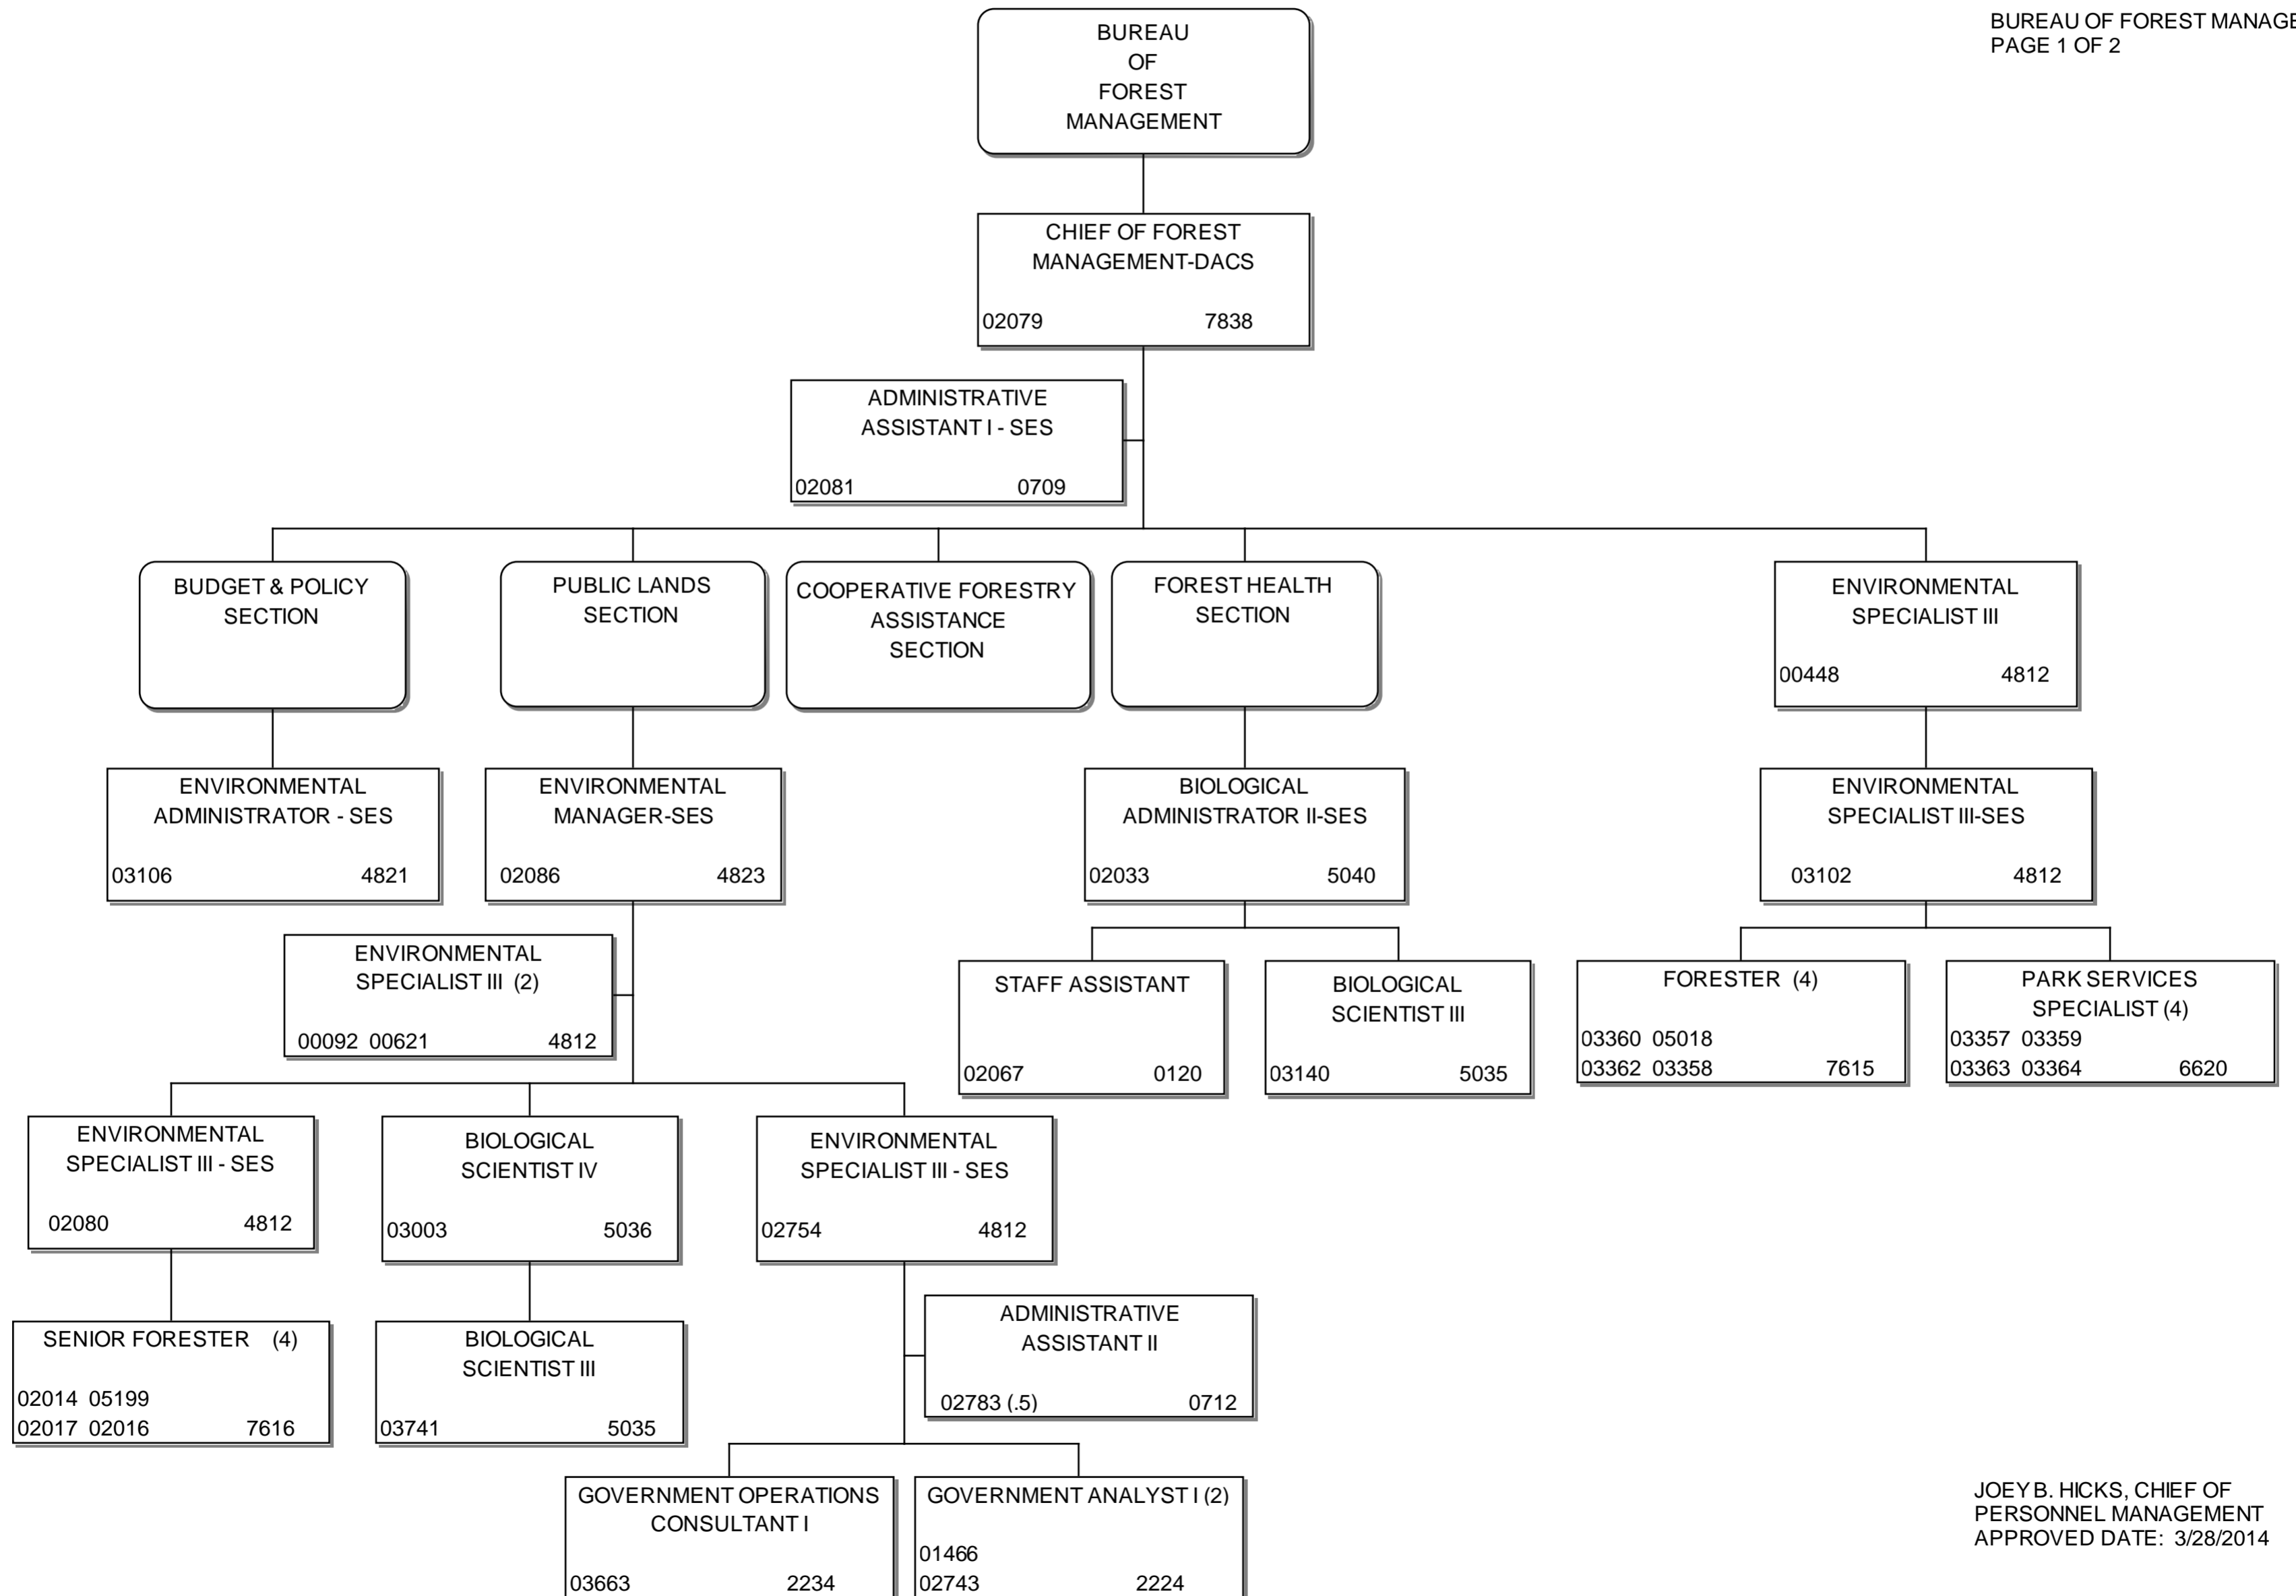 BUREAU OF FOREST MANAGE
PAGE 1 OF 2
BUREAU
OF
FOREST
MANAGEMENT
CHIEF OF FOREST
MANAGEMENT-DACS
02079 7838
ADMINISTRATIVE
ASSISTANT I - SES
02081 0709
BUDGET & POLICY
SECTION
PUBLIC LANDS
SECTION
COOPERATIVE FORESTRY
ASSISTANCE
SECTION
FOREST HEALTH
SECTION
ENVIRONMENTAL
SPECIALIST III
00448 4812
ENVIRONMENTAL
ADMINISTRATOR - SES
03106 4821
ENVIRONMENTAL
MANAGER-SES
02086 4823
BIOLOGICAL
ADMINISTRATOR II-SES
02033 5040
ENVIRONMENTAL
SPECIALIST III-SES
03102 4812
ENVIRONMENTAL
SPECIALIST III (2)
00092 00621 4812
STAFF ASSISTANT
02067 0120
BIOLOGICAL
SCIENTIST III
03140 5035
FORESTER (4)
03360 05018
03362 03358 7615
PARK SERVICES
SPECIALIST (4)
03357 03359
03363 03364 6620
ENVIRONMENTAL
SPECIALIST III - SES
02080 4812
BIOLOGICAL
SCIENTIST IV
03003 5036
ENVIRONMENTAL
SPECIALIST III - SES
02754 4812
SENIOR FORESTER (4)
02014 05199
02017 02016 7616
BIOLOGICAL
SCIENTIST III
03741 5035
ADMINISTRATIVE
ASSISTANT II
02783 (.5) 0712
GOVERNMENT OPERATIONS
CONSULTANT I
03663 2234
GOVERNMENT ANALYST I (2)
01466
02743 2224
JOEY B. HICKS, CHIEF OF
PERSONNEL MANAGEMENT
APPROVED DATE: 3/28/2014